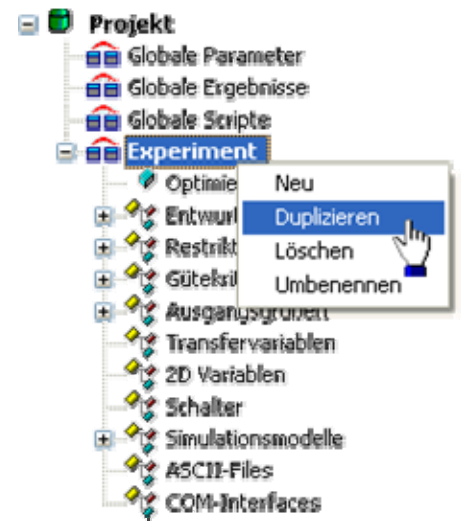 Projekt
Globale Parameter
Globale Ergebnisse
Globale Scripte
Experiment
Optimie
Neu
Entwurf
Duplizieren
Restrikt
Löschen
Gütekri
Umbenennen
Ausgangsgrößen
Transfervariablen
2D Variablen
Schalter
Simulationsmodelle
ASCII-Files
COM-Interfaces